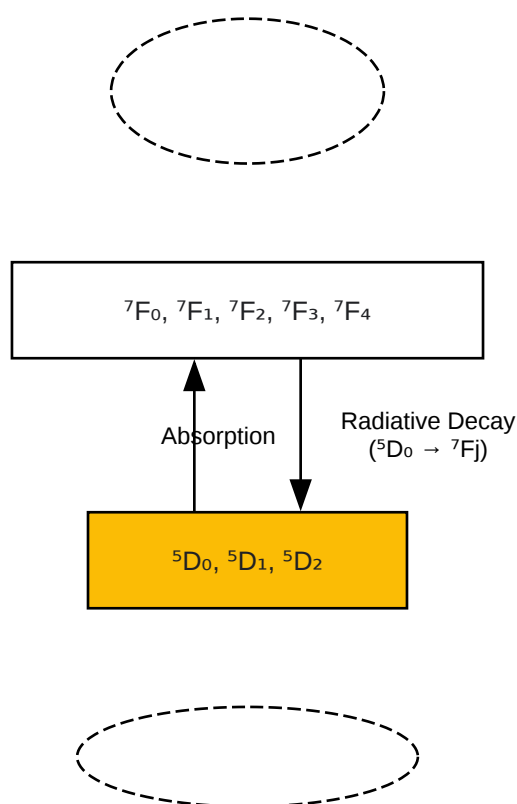 ⁷F₀, ⁷F₁, ⁷F₂, ⁷F₃, ⁷F₄
Absorption
Radiative Decay
(⁵D₀ → ⁷Fj)
⁵D₀, ⁵D₁, ⁵D₂